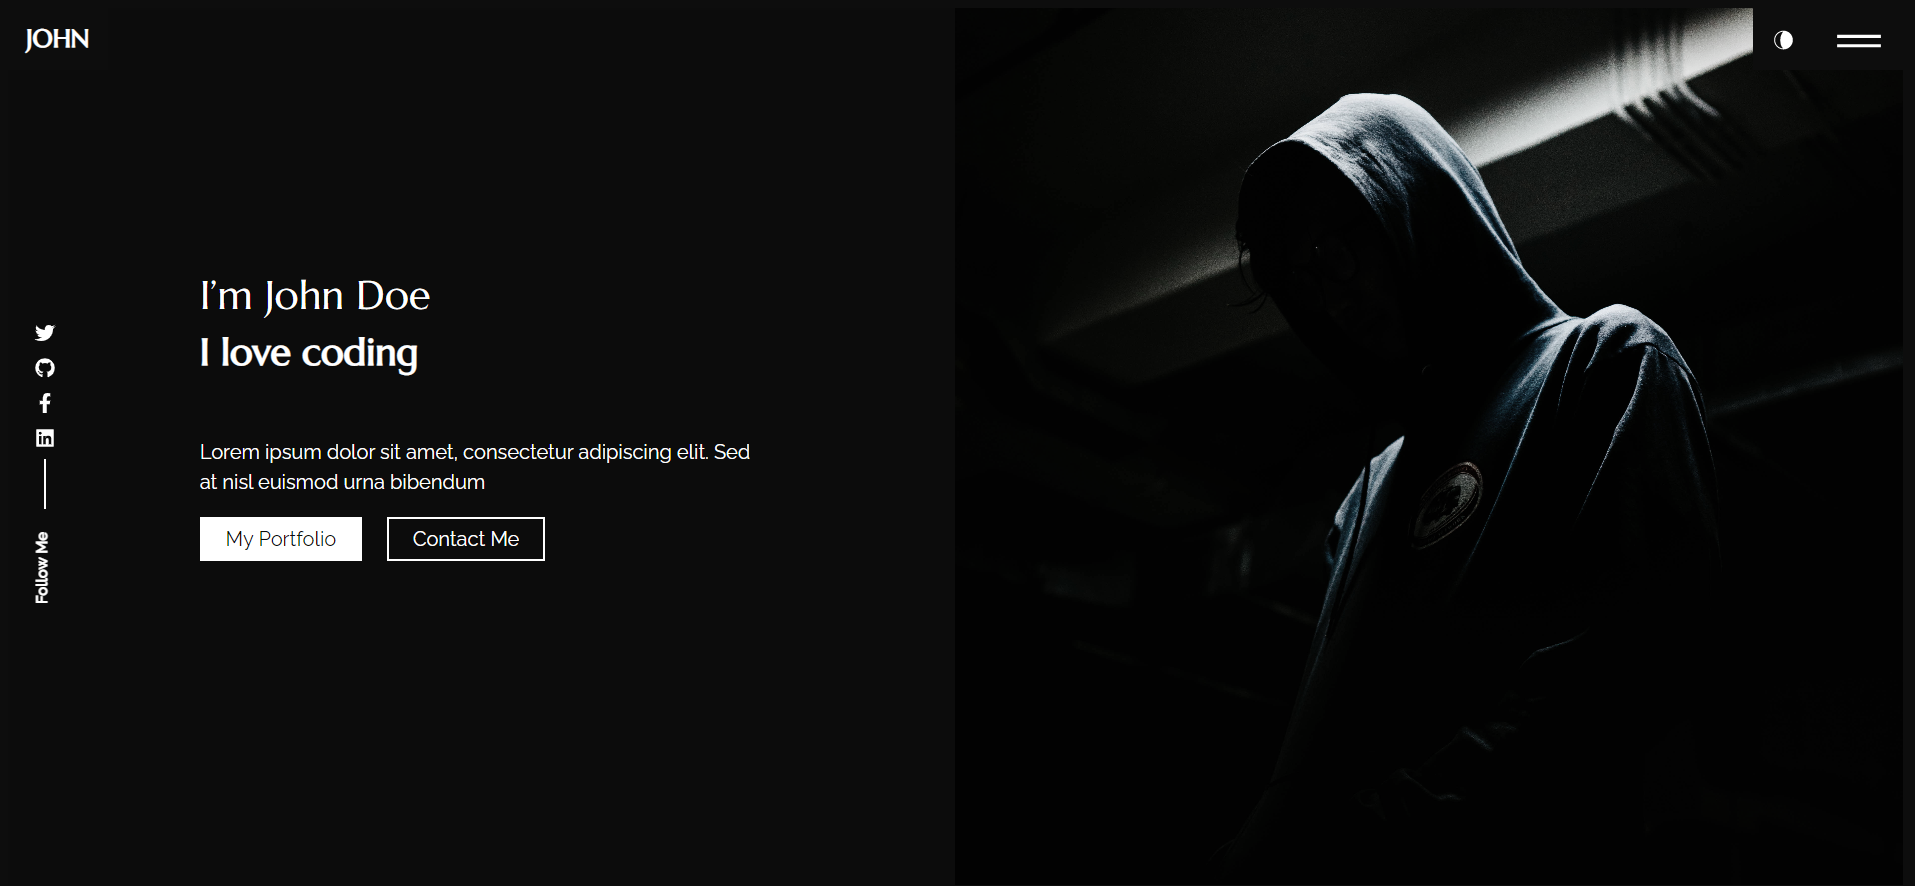 JOHN
I’m John Doe
I love coding
Lorem ipsum dolor sit amet, consectetur adipiscing elit. Sed
at nisl euismod urna bibendum
My Portfolio
Contact Me
Follow Me